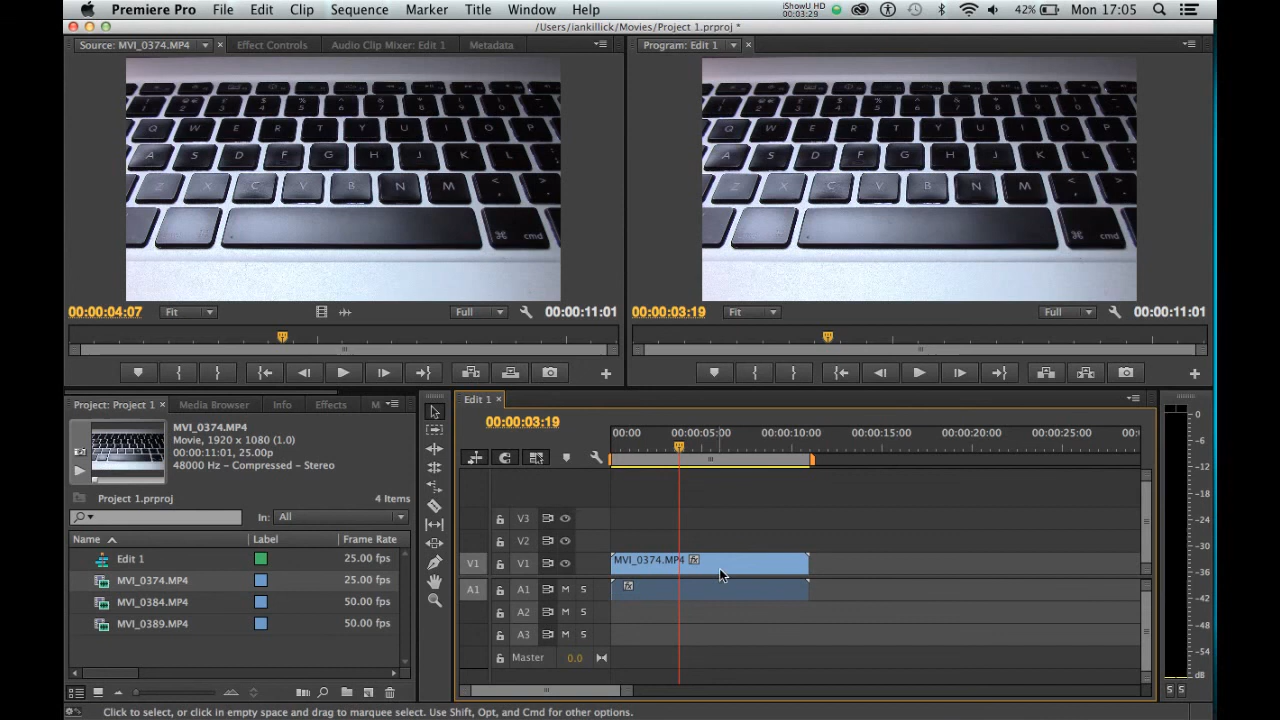 Premiere Pro File Edit Clip Sequence Marker Title Window Help iShowU HD 00:03:29 42% Mon 17:05
/Users/iankillick/Movies/Project 1.prproj *
Source: MVI_0374.MP4 Effect Controls Audio Clip Mixer: Edit 1 Metadata Program: Edit 1
Q W E R T Y U I O P
A S D F G H J K L
Z X C V B N M
cmd
Q W E R T Y U I O P
A S D F G H J K L
Z X C V B N M
cmd
00:00:04:07 Fit Full 00:00:11:01 00:00:03:19 Fit Full 00:00:11:01
Project: Project 1 Media Browser Info Effects M
MVI_0374.MP4
Movie, 1920 x 1080 (1.0)
00:00:11:01, 25.00p
48000 Hz - Compressed - Stereo
Project 1.prproj 4 Items
In: All
Name Label Frame Rate
Edit 1 25.00 fps
MVI_0374.MP4 25.00 fps
MVI_0384.MP4 50.00 fps
MVI_0389.MP4 50.00 fps
Edit 1
00:00:03:19
00:00 00:00:05:00 00:00:10:00 00:00:15:00 00:00:20:00 00:00:25:00 00:0
V3
V2
V1 V1 MVI_0374.MP4 fx
A1 A1 M S fx
A2 M S
A3 M S
Master 0.0
0
-6
-12
-18
-24
-30
-36
-42
-48
-54
dB
S S
Click to select, or click in empty space and drag to marquee select. Use Shift, Opt, and Cmd for other options.